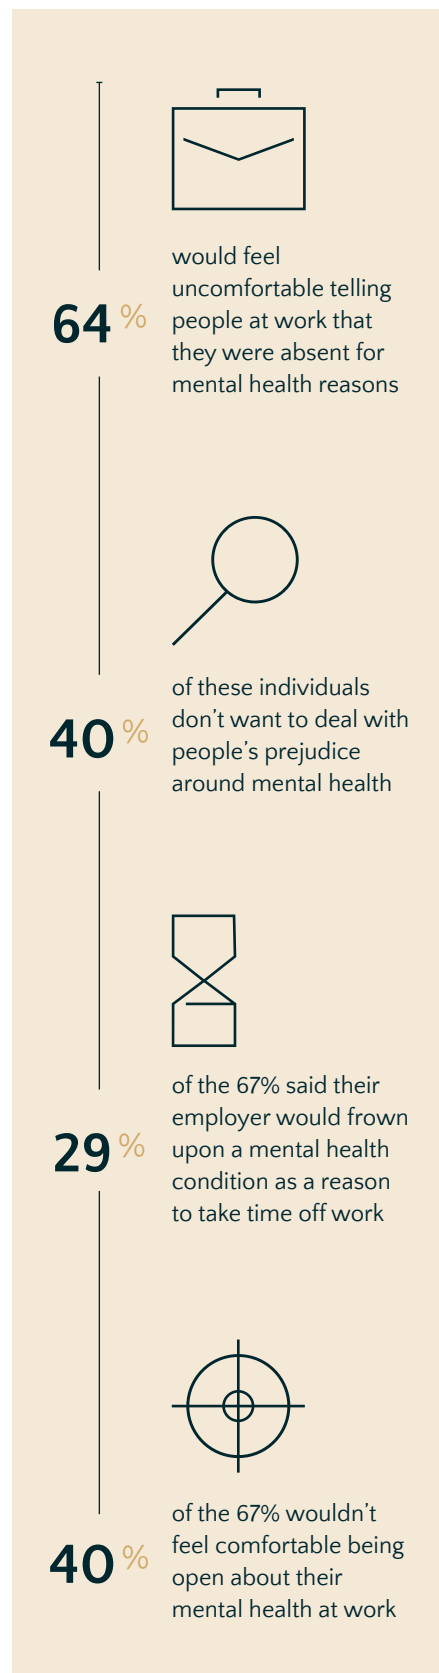 64 %
would feel
uncomfortable telling
people at work that
they were absent for
mental health reasons
40 %
of these individuals
don’t want to deal with
people’s prejudice
around mental health
29 %
of the 67% said their
employer would frown
upon a mental health
condition as a reason
to take time off work
40 %
of the 67% wouldn’t
feel comfortable being
open about their
mental health at work